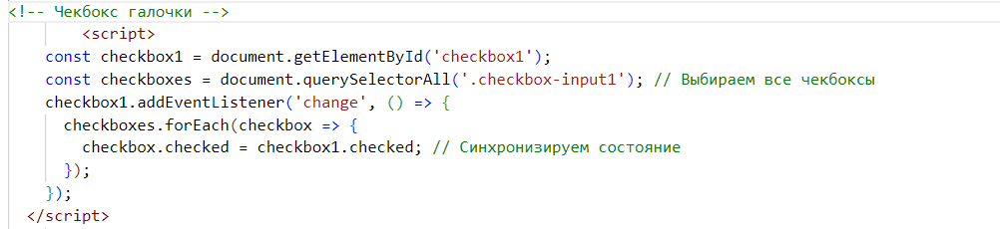 <!-- Чекбокс галочки -->
<script>
const checkbox1 = document.getElementById('checkbox1');
const checkboxes = document.querySelectorAll('.checkbox-input1'); // Выбираем все чекбоксы
checkbox1.addEventListener('change', () => {
checkboxes.forEach(checkbox => {
checkbox.checked = checkbox1.checked; // Синхронизируем состояние
});
});
</script>